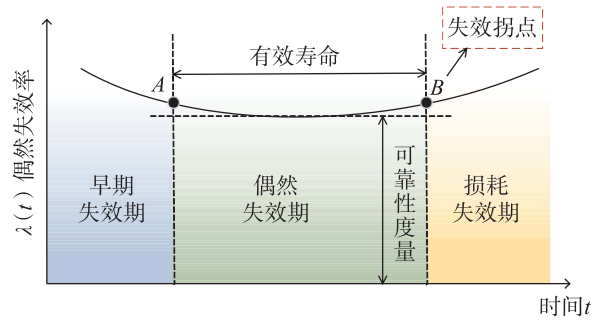 失效拐点
有效寿命
A
B
λ(t) 偶然失效率
早期
失效期
偶然
失效期
可靠性度量
损耗
失效期
时间t